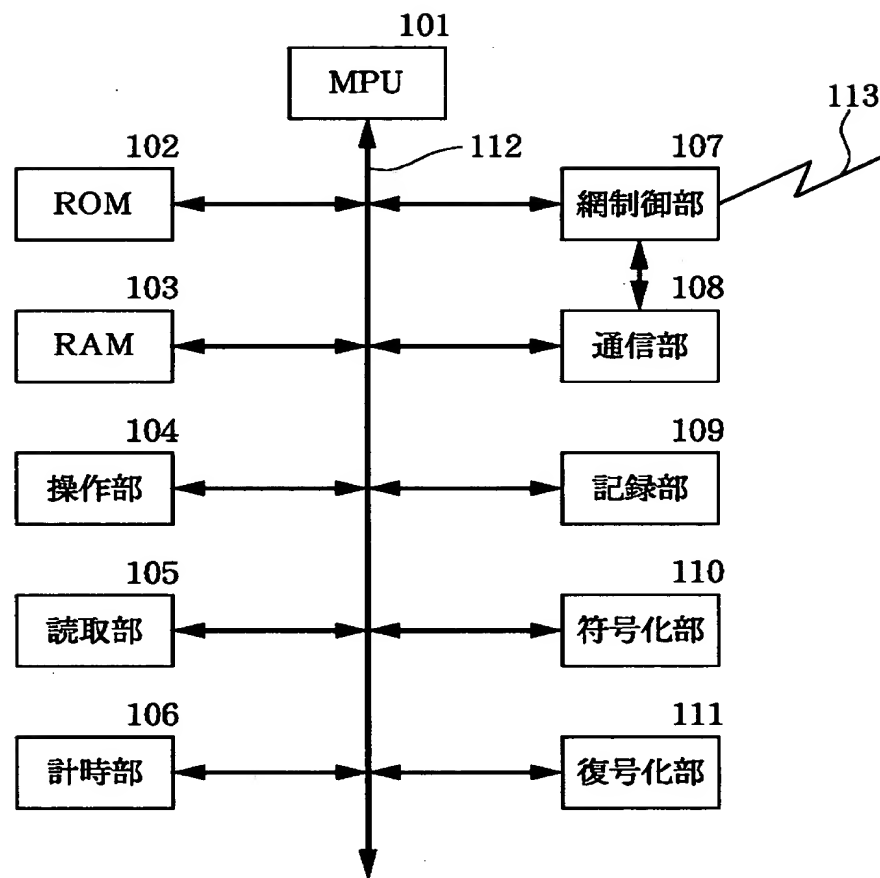 101
MPU
113
102
112
107
ROM
網制御部
103
108
RAM
通信部
104
109
操作部
記録部
105
110
読取部
符号化部
106
111
計時部
復号化部